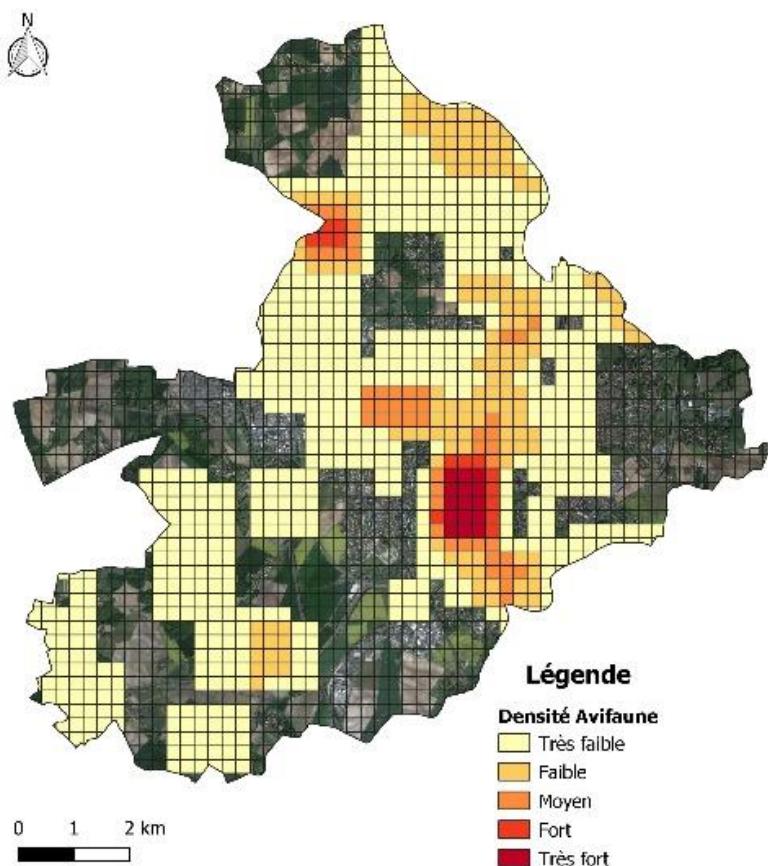 N
Légende
Densité Avifaune
Très faible
Faible
Moyen
Fort
Très fort
0 1 2 km